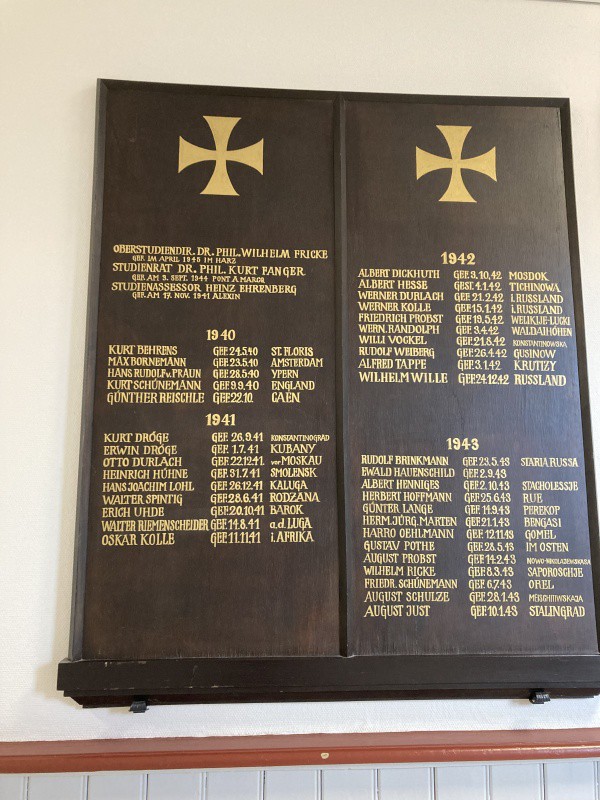 OBERSTUDIENDIR. DR. PHIL. WILHELM FRICKE
GEF. IM APRIL 1945 IM HARZ
STUDIENRAT DR. PHIL. KURT FANGER
GEF. AM 3. SEPT. 1944 PONT A MARCQ
STUDIENASSESSOR HEINZ EHRENBERG
GEF. AM 17. NOV. 1941 ALEXIN
1940
KURT BEHRENS GEF. 24.5.40 ST. FLORIS
MAX BORNEMANN GEF. 23.5.40 AMSTERDAM
HANS RUDOLF v. PRAUN GEF. 28.5.40 YPERN
KURT SCHÜNEMANN GEF. 9.9.40 ENGLAND
GÜNTHER REISCHLE GEF. 22.10. CAËN
1941
KURT DRÖGE GEF. 26.9.41 KONSTANTINOGRAD
ERWIN DRÖGE GEF. 1.7.41 KUBANY
OTTO DURLACH GEF. 22.12.41 vor MOSKAU
HEINRICH HÜHNE GEF. 31.7.41 SMOLENSK
HANS JOACHIM LOHL GEF. 26.12.41 KALUGA
WALTER SPINTIG GEF. 28.6.41 RODZANA
ERICH UHDE GEF. 20.10.41 BAROK
WALTER RIEMENSCHEIDER GEF. 14.8.41 a.d. LUGA
OSKAR KOLLE GEF. 11.11.41 i. AFRIKA
1942
ALBERT DICKHUTH GEF. 3.10.42 MOSDOK
ALBERT HESSE GEST. 4.1.42 TICHINOWA
WERNER DURLACH GEF. 21.2.42 i. RUSSLAND
WERNER KOLLE GEF. 15.1.42 i. RUSSLAND
FRIEDRICH PROBST GEF. 19.5.42 WELIKIJE-LUCKI
WERN. RANDOLPH GEF. 3.4.42 WALDAIHÖHEN
WILLI VOGKEL GEF. 21.8.42 KONSTANTINOWSKA
RUDOLF WEIBERG GEF. 26.4.42 GUSINOW
ALFRED TAPPE GEF. 3.1.42 KRUTIZY
WILHELM WILLE GEF. 24.12.42 RUSSLAND
1943
RUDOLF BRINKMANN GEF. 23.5.43 STARJA RUSSA
EWALD HAUENSCHILD GEF. 2.9.43
ALBERT HENNIGES GEF. 2.10.43 STACHOLESSJE
HERBERT HOFFMANN GEF. 25.6.43 RUE
GÜNTER LANGE GEF. 14.9.43 PEREKOP
HERM. JÜRG. MARTEN GEF. 21.1.43 BENGASI
HARRO OEHLMANN GEF. 12.11.43 GOMEL
GUSTAV POTHE GEF. 28.5.43 IM OSTEN
AUGUST PROBST GEF. 14.2.43 NOWO-NIKOLAJEWSKAJA
WILHELM RICKE GEF. 8.3.43 SAPOROSCHJE
FRIEDR. SCHÜNEMANN GEF. 6.7.43 OREL
AUGUST SCHULZE GEF. 28.1.43
AUGUST JUST GEF. 10.1.43 STALINGRAD